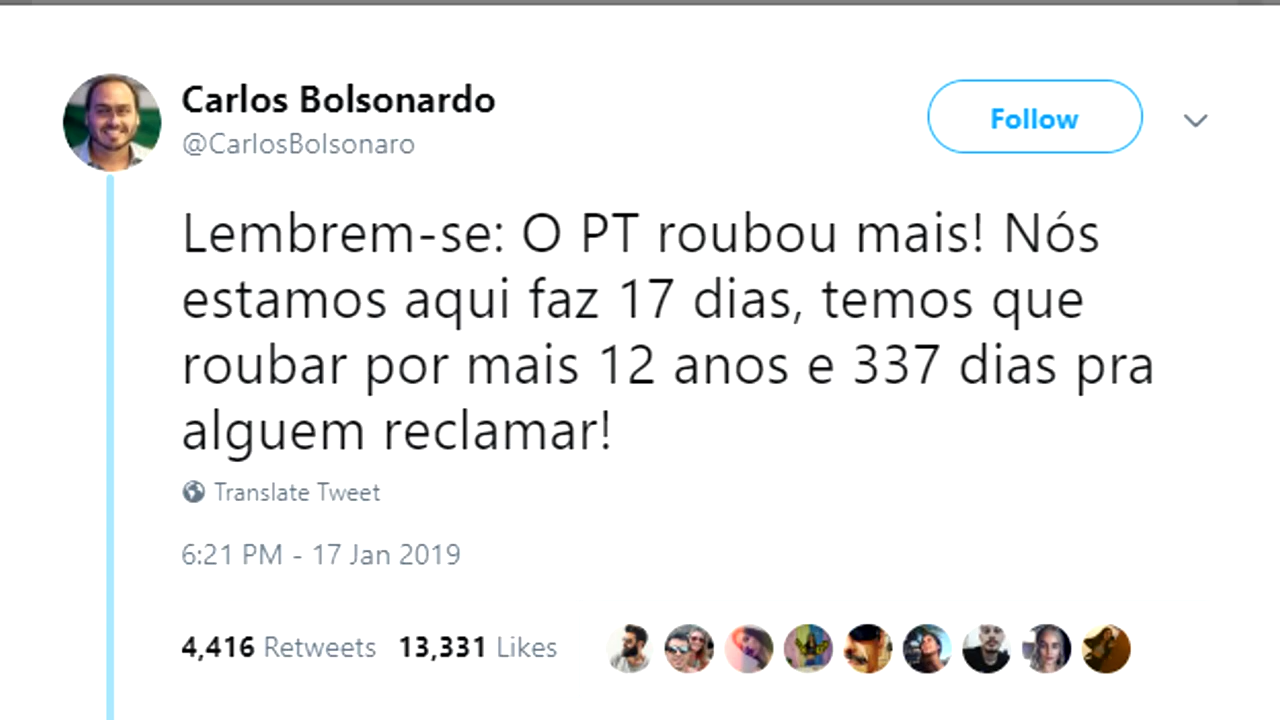 Carlos Bolsonardo
@CarlosBolsonaro
Follow
Lembrem-se: O PT roubou mais! Nós
estamos aqui faz 17 dias, temos que
roubar por mais 12 anos e 337 dias pra
alguem reclamar!
Translate Tweet
6:21 PM - 17 Jan 2019
4,416 Retweets 13,331 Likes